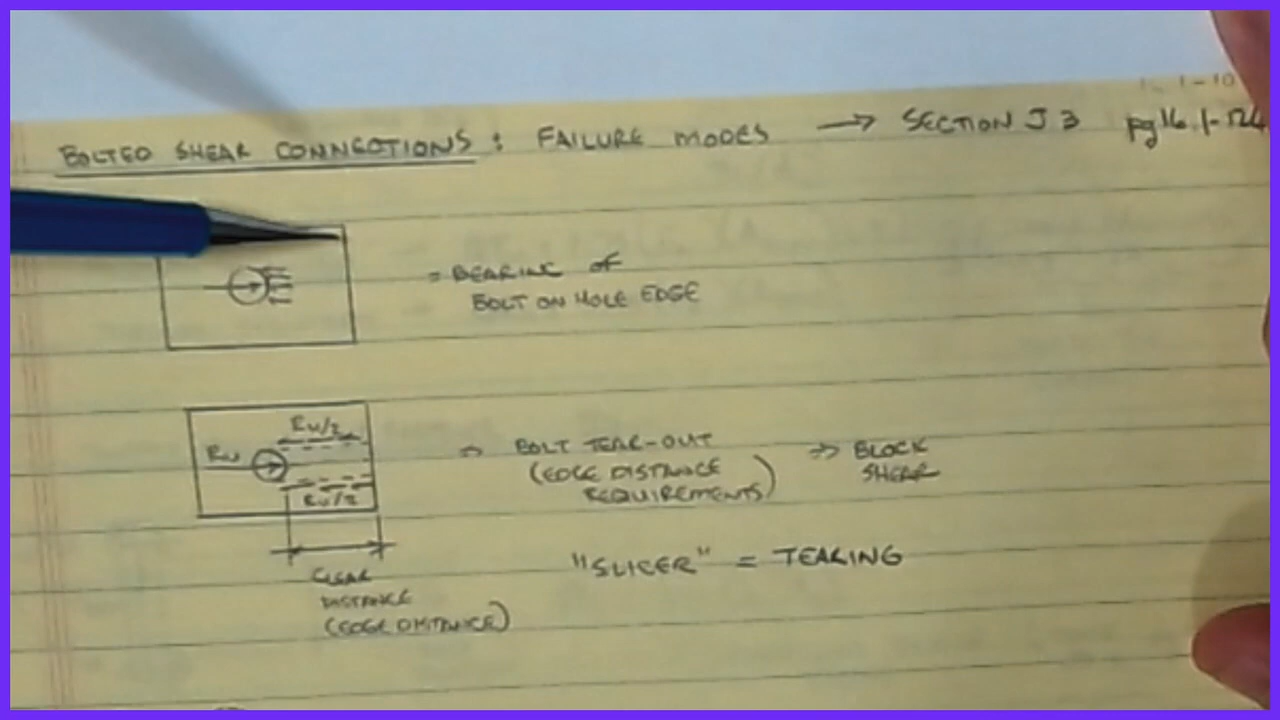 BOLTED SHEAR CONNECTIONS : FAILURE MODES → SECTION J3 pg 16.1-124
= BEARING OF
BOLT ON HOLE EDGE
Ru/2
Ru
Ru/2
⇒ BOLT TEAR-OUT ⇒ BLOCK
(EDGE DISTANCE SHEAR
REQUIREMENTS)
"SLICER" = TEARING
CLEAR
DISTANCE
(EDGE DISTANCE)